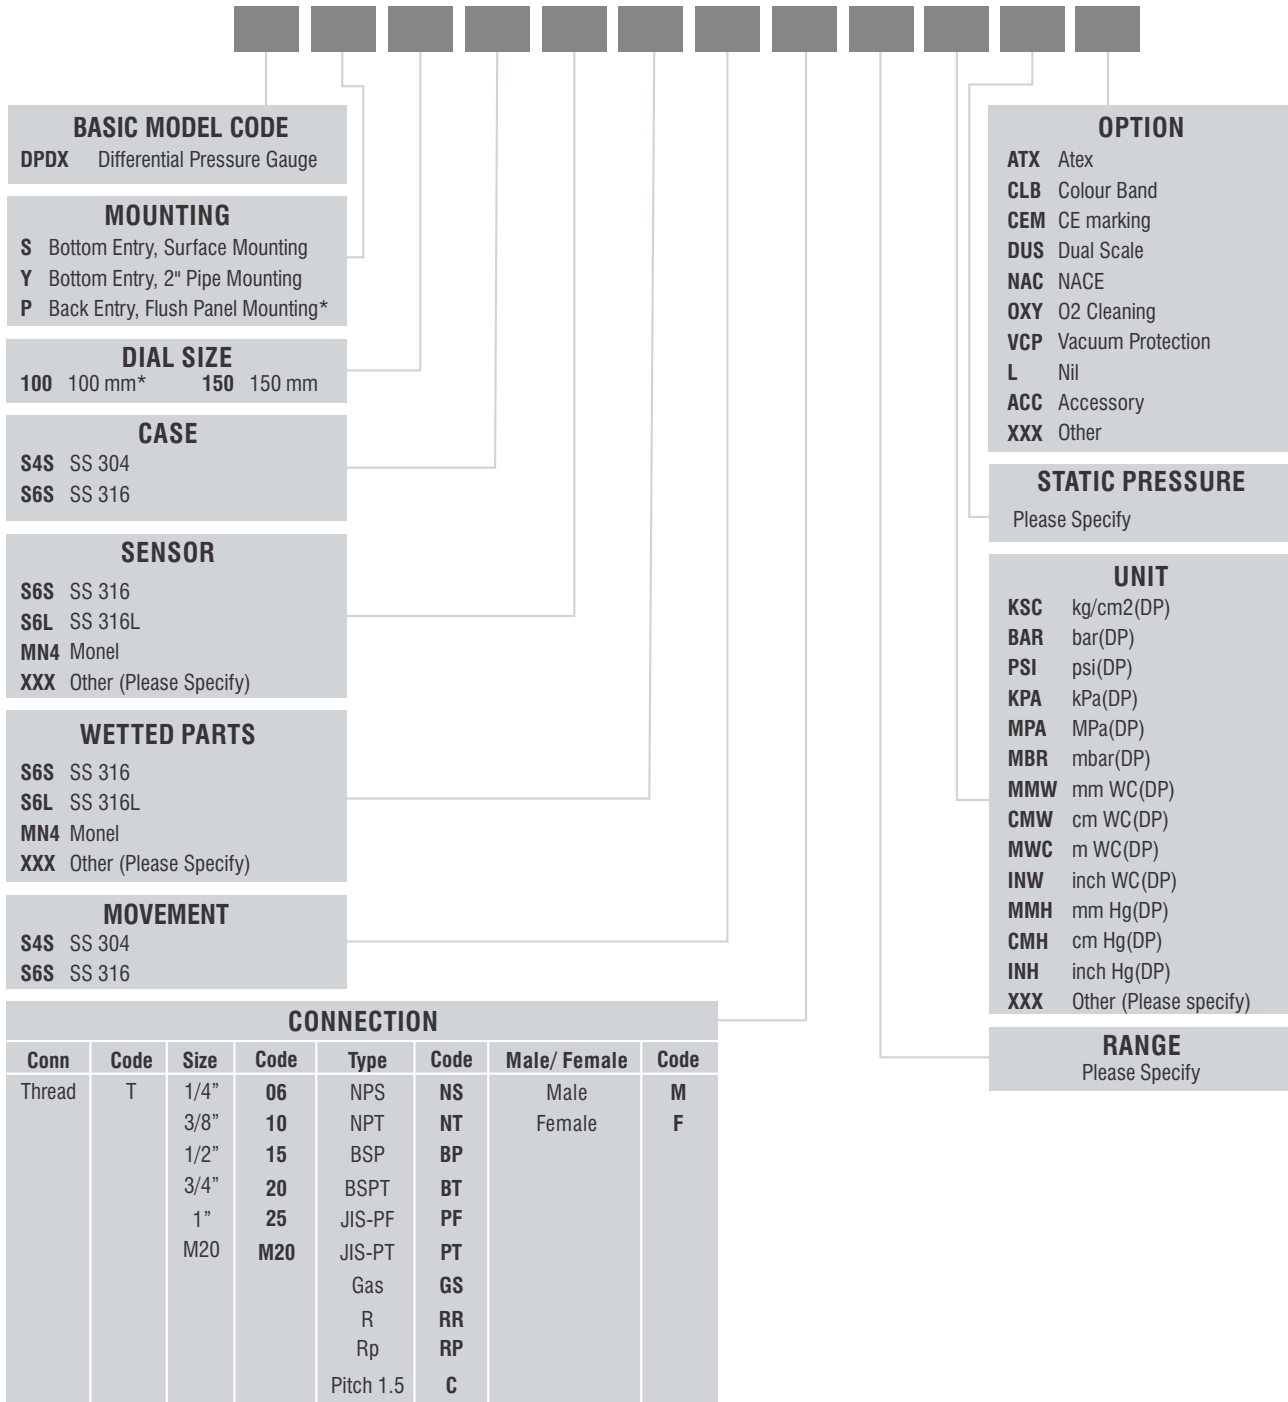 BASIC MODEL CODE
DPDX Differential Pressure Gauge
MOUNTING
S Bottom Entry, Surface Mounting
Y Bottom Entry, 2" Pipe Mounting
P Back Entry, Flush Panel Mounting*
DIAL SIZE
100 100 mm* 150 150 mm
CASE
S4S SS 304
S6S SS 316
SENSOR
S6S SS 316
S6L SS 316L
MN4 Monel
XXX Other (Please Specify)
WETTED PARTS
S6S SS 316
S6L SS 316L
MN4 Monel
XXX Other (Please Specify)
MOVEMENT
S4S SS 304
S6S SS 316
CONNECTION
Conn Code Size Code Type Code Male/ Female Code
Thread T 1/4” 06 NPS NS Male M
3/8” 10 NPT NT Female F
1/2” 15 BSP BP
3/4” 20 BSPT BT
1” 25 JIS-PF PF
M20 M20 JIS-PT PT
Gas GS
R RR
Rp RP
Pitch 1.5 C
OPTION
ATX Atex
CLB Colour Band
CEM CE marking
DUS Dual Scale
NAC NACE
OXY O2 Cleaning
VCP Vacuum Protection
L Nil
ACC Accessory
XXX Other
STATIC PRESSURE
Please Specify
UNIT
KSC kg/cm2(DP)
BAR bar(DP)
PSI psi(DP)
KPA kPa(DP)
MPA MPa(DP)
MBR mbar(DP)
MMW mm WC(DP)
CMW cm WC(DP)
MWC m WC(DP)
INW inch WC(DP)
MMH mm Hg(DP)
CMH cm Hg(DP)
INH inch Hg(DP)
XXX Other (Please specify)
RANGE
Please Specify